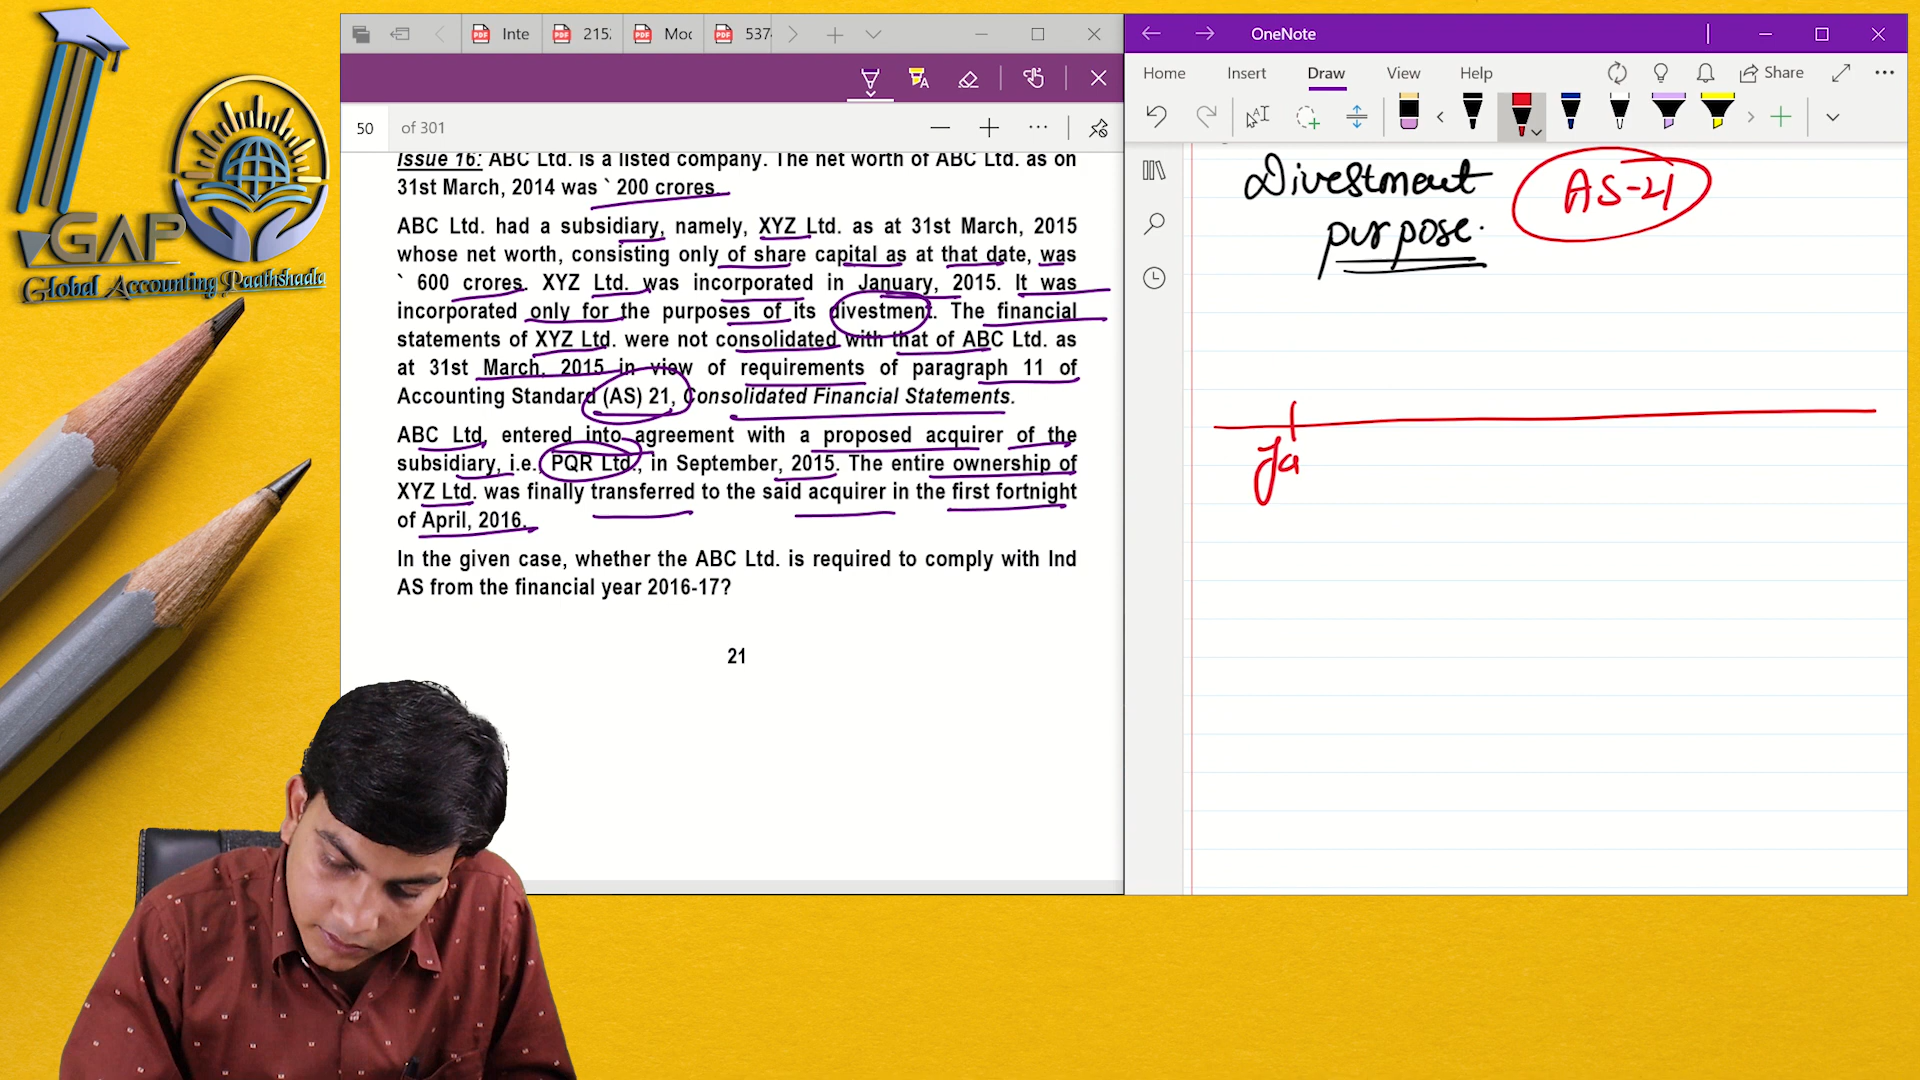 GAP
Global Accounting Paathshala
Inte
215
Moc
537
50 of 301
Issue 16: ABC Ltd. is a listed company. The net worth of ABC Ltd. as on
31st March, 2014 was ` 200 crores.
ABC Ltd. had a subsidiary, namely, XYZ Ltd. as at 31st March, 2015
whose net worth, consisting only of share capital as at that date, was
` 600 crores. XYZ Ltd. was incorporated in January, 2015. It was
incorporated only for the purposes of its divestment. The financial
statements of XYZ Ltd. were not consolidated with that of ABC Ltd. as
at 31st March, 2015 in view of requirements of paragraph 11 of
Accounting Standard (AS) 21, Consolidated Financial Statements.
ABC Ltd. entered into agreement with a proposed acquirer of the
subsidiary, i.e. PQR Ltd., in September, 2015. The entire ownership of
XYZ Ltd. was finally transferred to the said acquirer in the first fortnight
of April, 2016.
In the given case, whether the ABC Ltd. is required to comply with Ind
AS from the financial year 2016-17?
21
OneNote
Home Insert Draw View Help Share
Divestment AS-21
purpose.
Ja